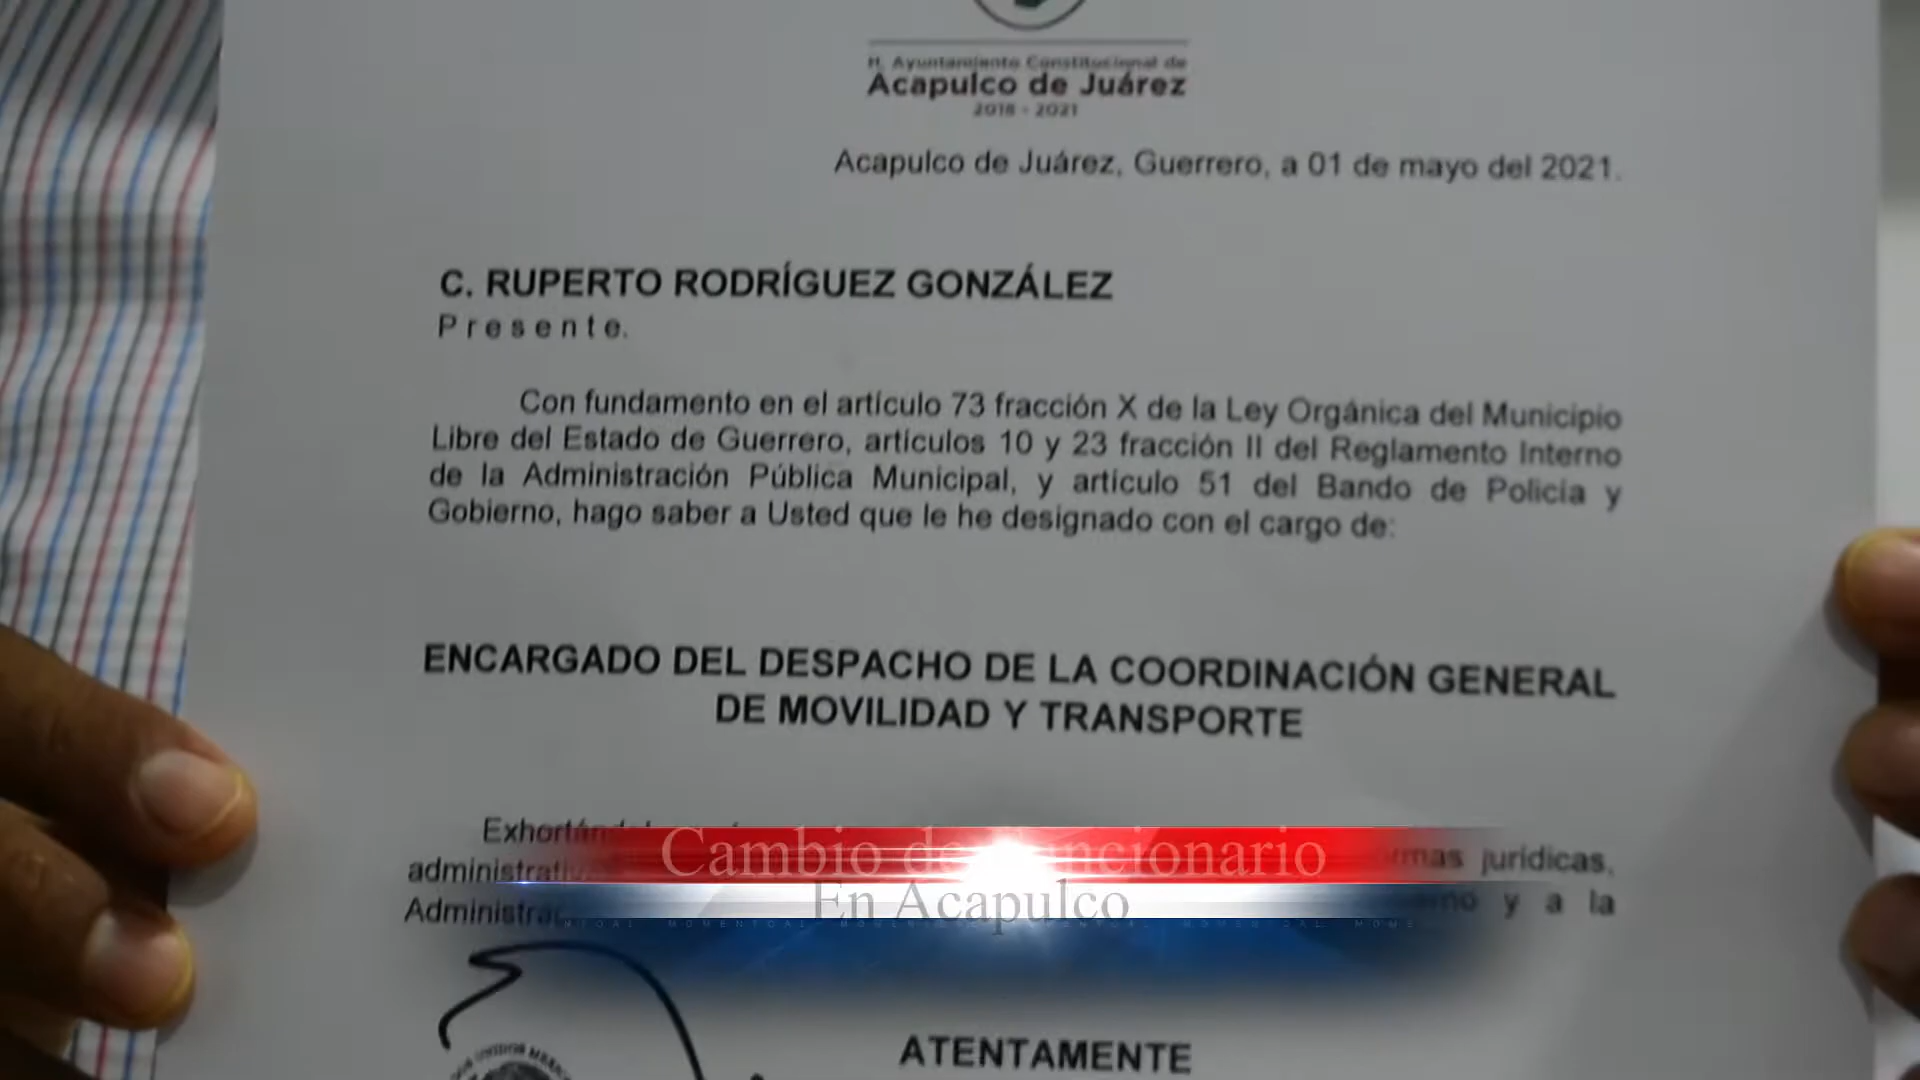 H. Ayuntamiento Constitucional de
Acapulco de Juárez
2018 - 2021
Acapulco de Juárez, Guerrero, a 01 de mayo del 2021.
C. RUPERTO RODRÍGUEZ GONZÁLEZ
Presente.
Con fundamento en el artículo 73 fracción X de la Ley Orgánica del Municipio
Libre del Estado de Guerrero, artículos 10 y 23 fracción II del Reglamento Interno
de la Administración Pública Municipal, y articulo 51 del Bando de Policía y
Gobierno, hago saber a Usted que le he designado con el cargo de:
ENCARGADO DEL DESPACHO DE LA COORDINACIÓN GENERAL
DE MOVILIDAD Y TRANSPORTE
Cambio de Funcionario
jurídicas,
En Acapulco
y a la
ATENTAMENTE